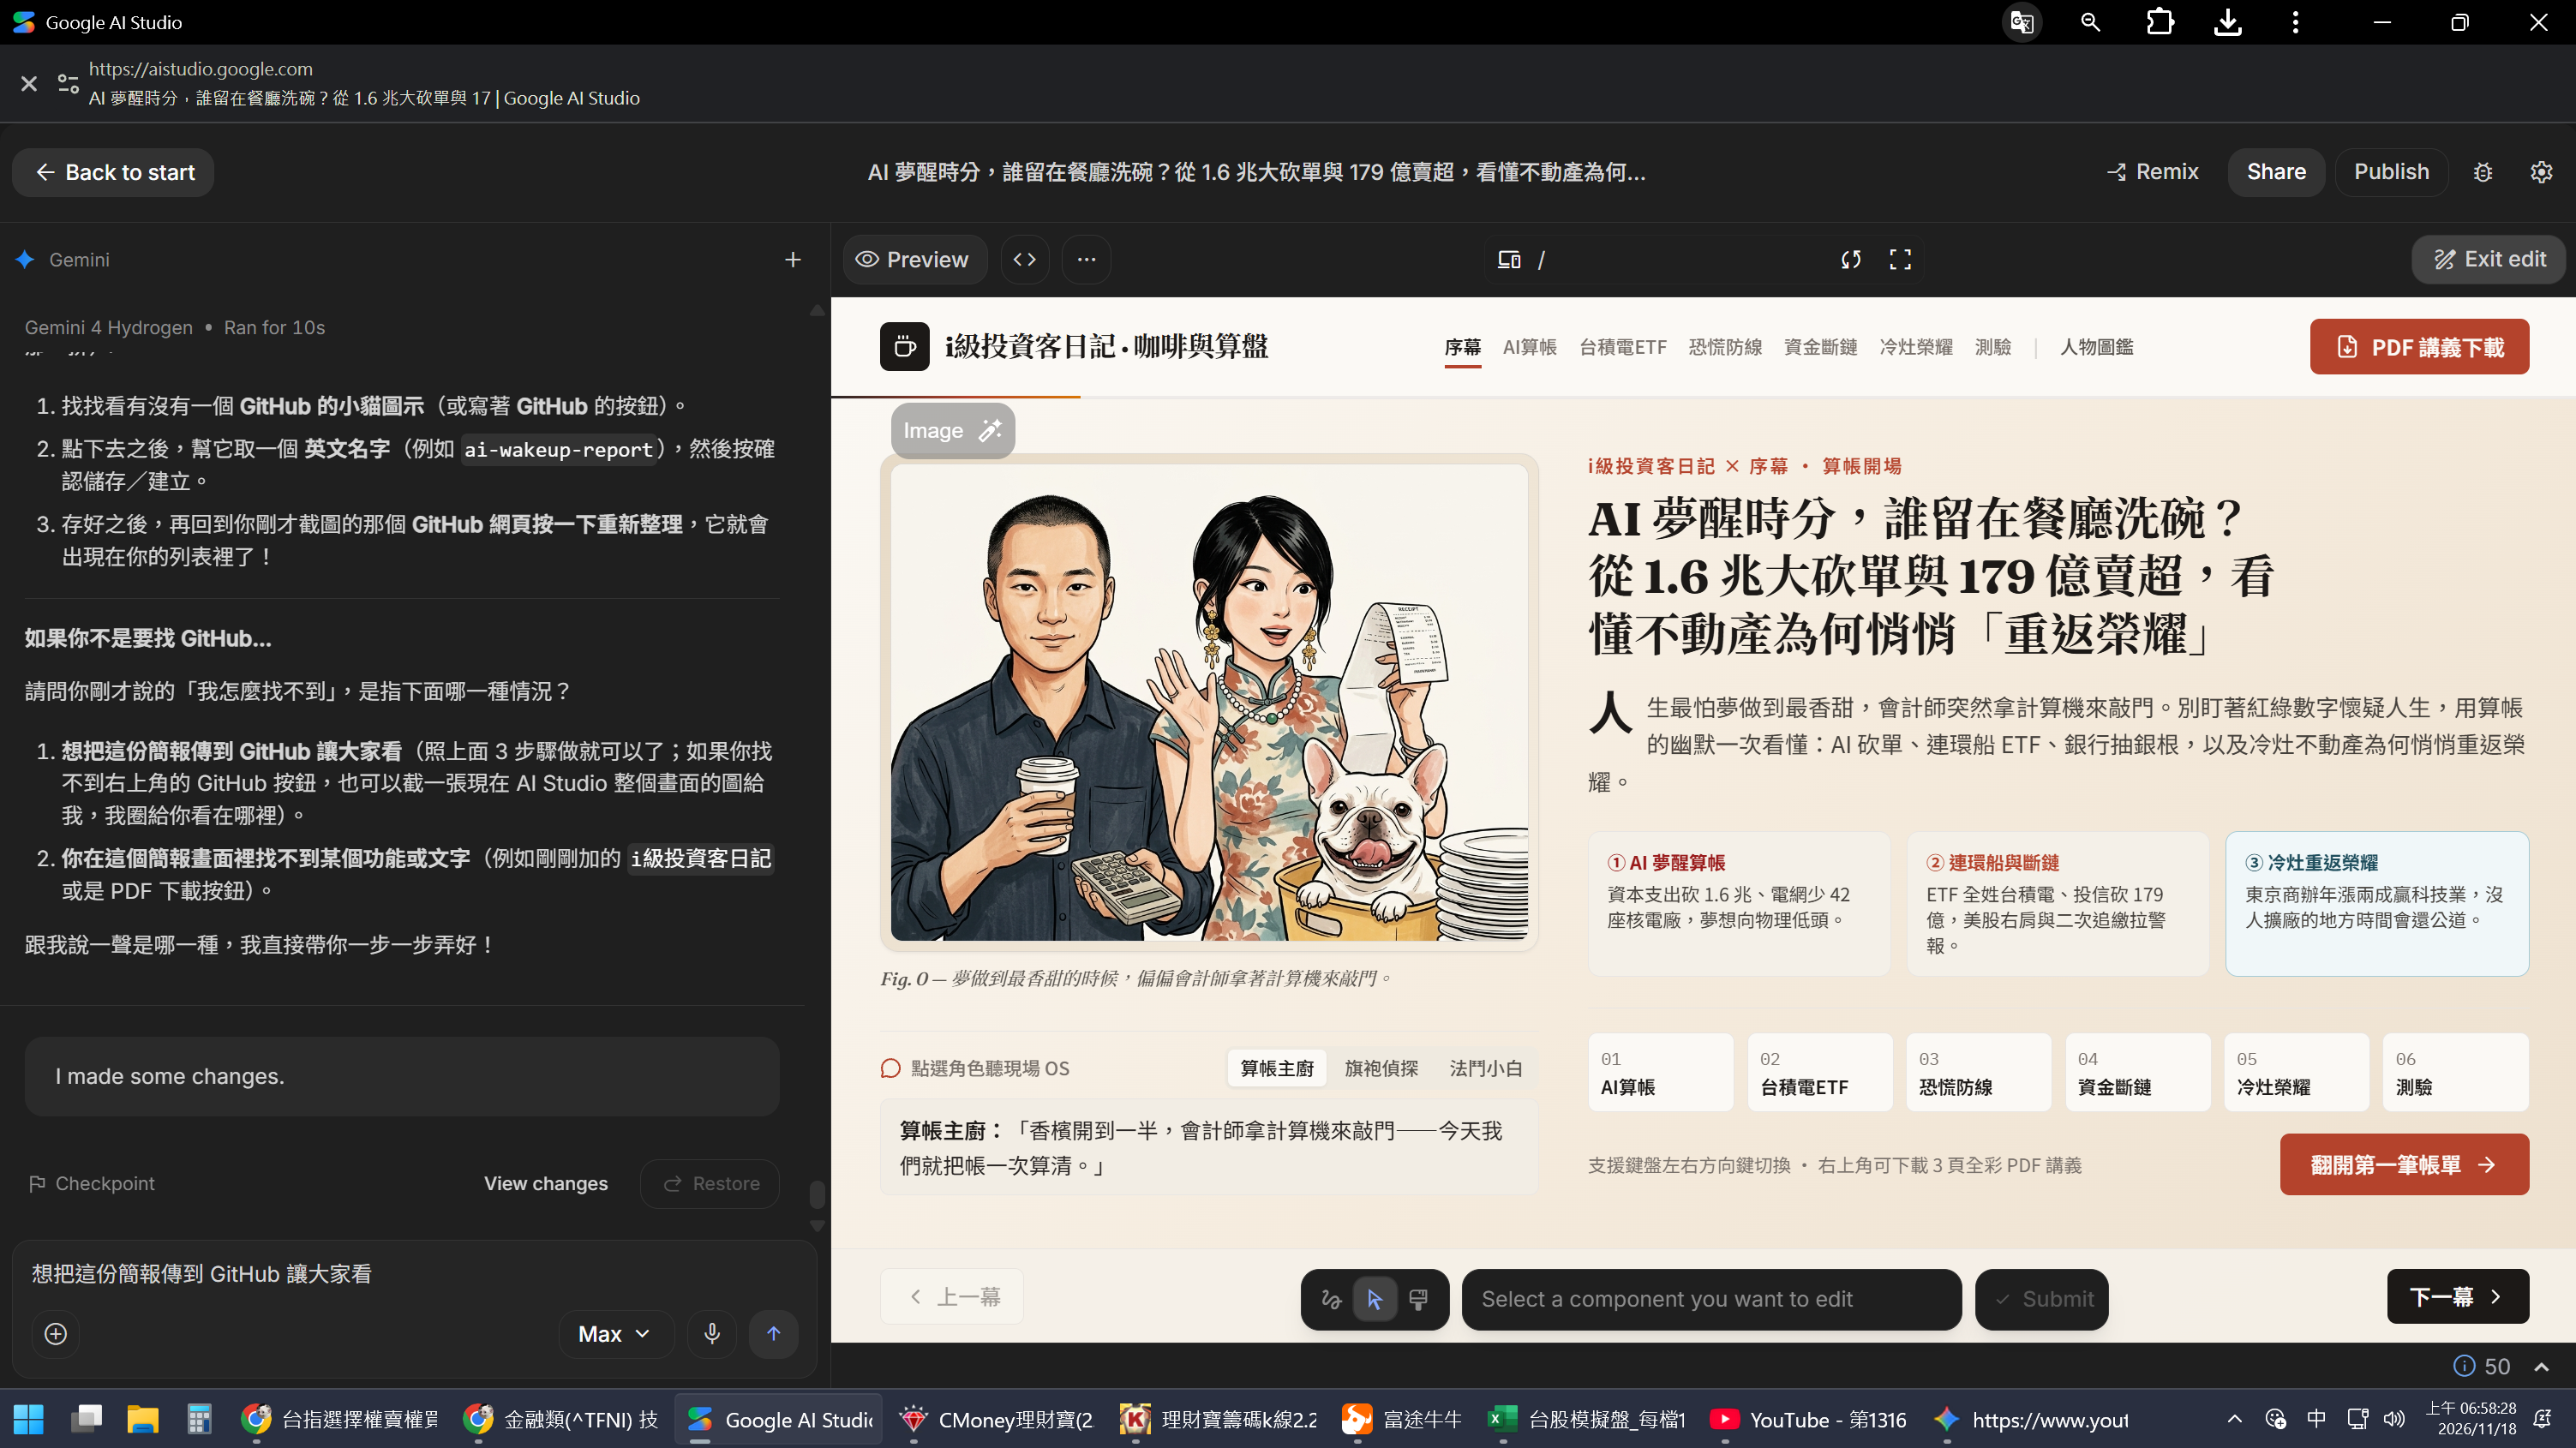 Google AI Studio
https://aistudio.google.com
AI 夢醒時分，誰留在餐廳洗碗？從 1.6 兆大砍單與 17 | Google AI Studio
Back to start
AI 夢醒時分，誰留在餐廳洗碗？從 1.6 兆大砍單與 179 億賣超，看懂不動產為何...
Remix
Share
Publish
Gemini
Preview
/
Exit edit
Gemini 4 Hydrogen • Ran for 10s
1. 找找看有沒有一個 GitHub 的小貓圖示（或寫著 GitHub 的按鈕）。
2. 點下去之後，幫它取一個 英文名字（例如 ai-wakeup-report），然後按確
認儲存／建立。
3. 存好之後，再回到你剛才截圖的那個 GitHub 網頁按一下重新整理，它就會
出現在你的列表裡了！
如果你不是要找 GitHub...
請問你剛才說的「我怎麼找不到」，是指下面哪一種情況？
1. 想把這份簡報傳到 GitHub 讓大家看（照上面 3 步驟做就可以了；如果你找
不到右上角的 GitHub 按鈕，也可以截一張現在 AI Studio 整個畫面的圖給
我，我圈給你看在哪裡）。
2. 你在這個簡報畫面裡找不到某個功能或文字（例如剛剛加的 i級投資客日記
或是 PDF 下載按鈕）。
跟我說一聲是哪一種，我直接帶你一步一步弄好！
I made some changes.
Checkpoint
View changes
Restore
想把這份簡報傳到 GitHub 讓大家看
Max
i級投資客日記 · 咖啡與算盤
序幕 AI算帳 台積電ETF 恐慌防線 資金斷鏈 冷灶榮耀 測驗 | 人物圖鑑
PDF 講義下載
Image
RECEIPT
Fig. 0 — 夢做到最香甜的時候，偏偏會計師拿著計算機來敲門。
點選角色聽現場 OS
算帳主廚 旗袍偵探 法鬥小白
算帳主廚：「香檳開到一半，會計師拿計算機來敲門——今天我
們就把帳一次算清。」
i級投資客日記 × 序幕 • 算帳開場
AI 夢醒時分，誰留在餐廳洗碗？
從 1.6 兆大砍單與 179 億賣超，看
懂不動產為何悄悄「重返榮耀」
人生最怕夢做到最香甜，會計師突然拿計算機來敲門。別盯著紅綠數字懷疑人生，用算帳
的幽默一次看懂：AI 砍單、連環船 ETF、銀行抽銀根，以及冷灶不動產為何悄悄重返榮
耀。
① AI 夢醒算帳
資本支出砍 1.6 兆、電網少 42
座核電廠，夢想向物理低頭。
② 連環船與斷鏈
ETF 全姓台積電、投信砍 179
億，美股右肩與二次追繳拉警
報。
③ 冷灶重返榮耀
東京商辦年漲兩成贏科技業，沒
人擴廠的地方時間會還公道。
01
AI算帳
02
台積電ETF
03
恐慌防線
04
資金斷鏈
05
冷灶榮耀
06
測驗
支援鍵盤左右方向鍵切換 • 右上角可下載 3 頁全彩 PDF 講義
翻開第一筆帳單
上一幕
Select a component you want to edit
Submit
下一幕
50
台指選擇權賣權買
金融類(^TFNI) 技
Google AI Studio
CMoney理財寶(2.
理財寶籌碼k線2.2
富途牛牛
台股模擬盤_每檔1
YouTube - 第1316
https://www.yout
中
上午 06:58:28
2026/11/18